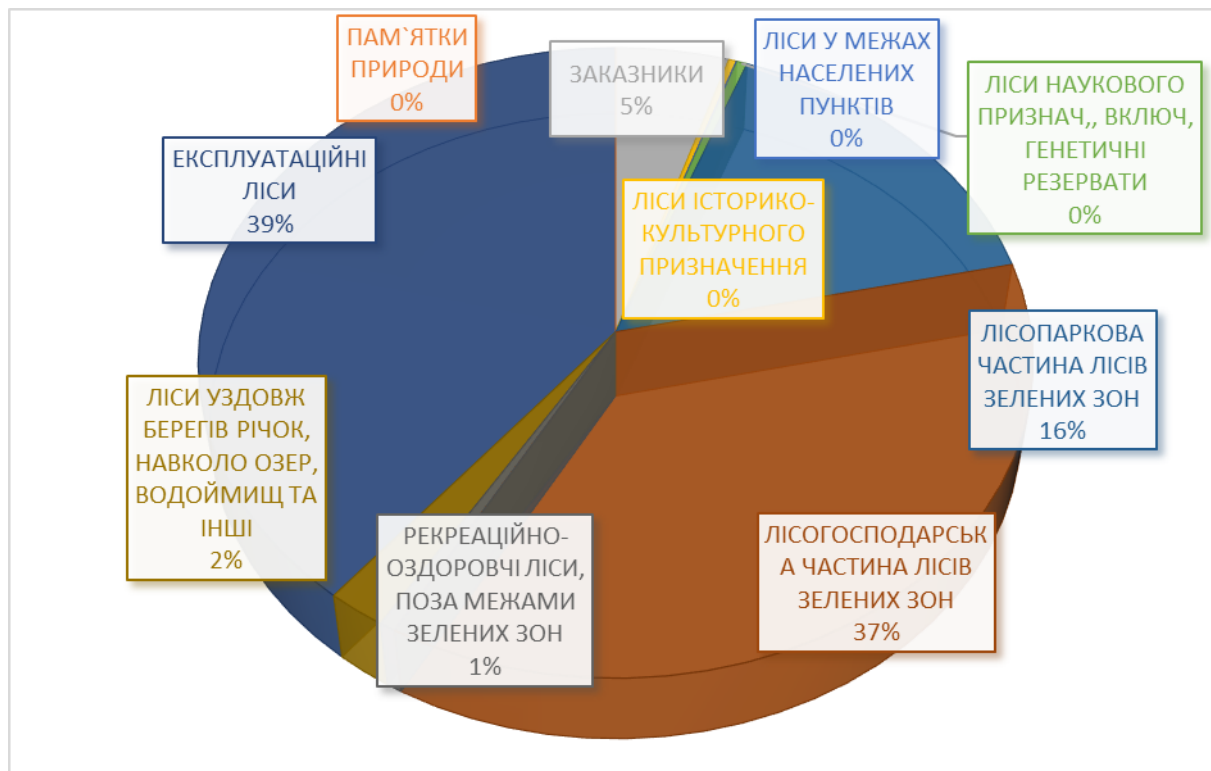 ПАМ`ЯТКИ
ПРИРОДИ
0%
ЗАКАЗНИКИ
5%
ЛІСИ У МЕЖАХ
НАСЕЛЕНИХ
ПУНКТІВ
0%
ЛІСИ НАУКОВОГО
ПРИЗНАЧ,, ВКЛЮЧ,
ГЕНЕТИЧНІ
РЕЗЕРВАТИ
0%
ЕКСПЛУАТАЦІЙНІ
ЛІСИ
39%
ЛІСИ ІСТОРИКО-
КУЛЬТУРНОГО
ПРИЗНАЧЕННЯ
0%
ЛІСОПАРКОВА
ЧАСТИНА ЛІСІВ
ЗЕЛЕНИХ ЗОН
16%
ЛІСИ УЗДОВЖ
БЕРЕГІВ РІЧОК,
НАВКОЛО ОЗЕР,
ВОДОЙМИЩ ТА
ІНШІ
2%
РЕКРЕАЦІЙНО-
ОЗДОРОВЧІ ЛІСИ,
ПОЗА МЕЖАМИ
ЗЕЛЕНИХ ЗОН
1%
ЛІСОГОСПОДАРСЬК
А ЧАСТИНА ЛІСІВ
ЗЕЛЕНИХ ЗОН
37%